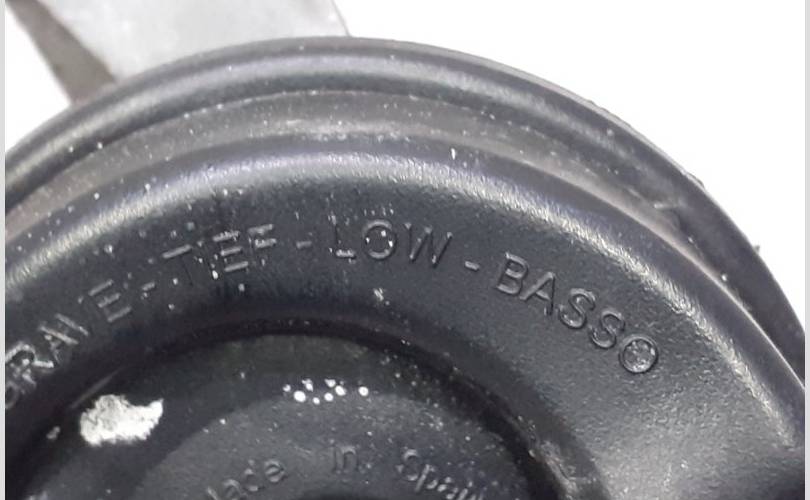 GRAVE - TIEF - LOW - BASSO
Made in Spain